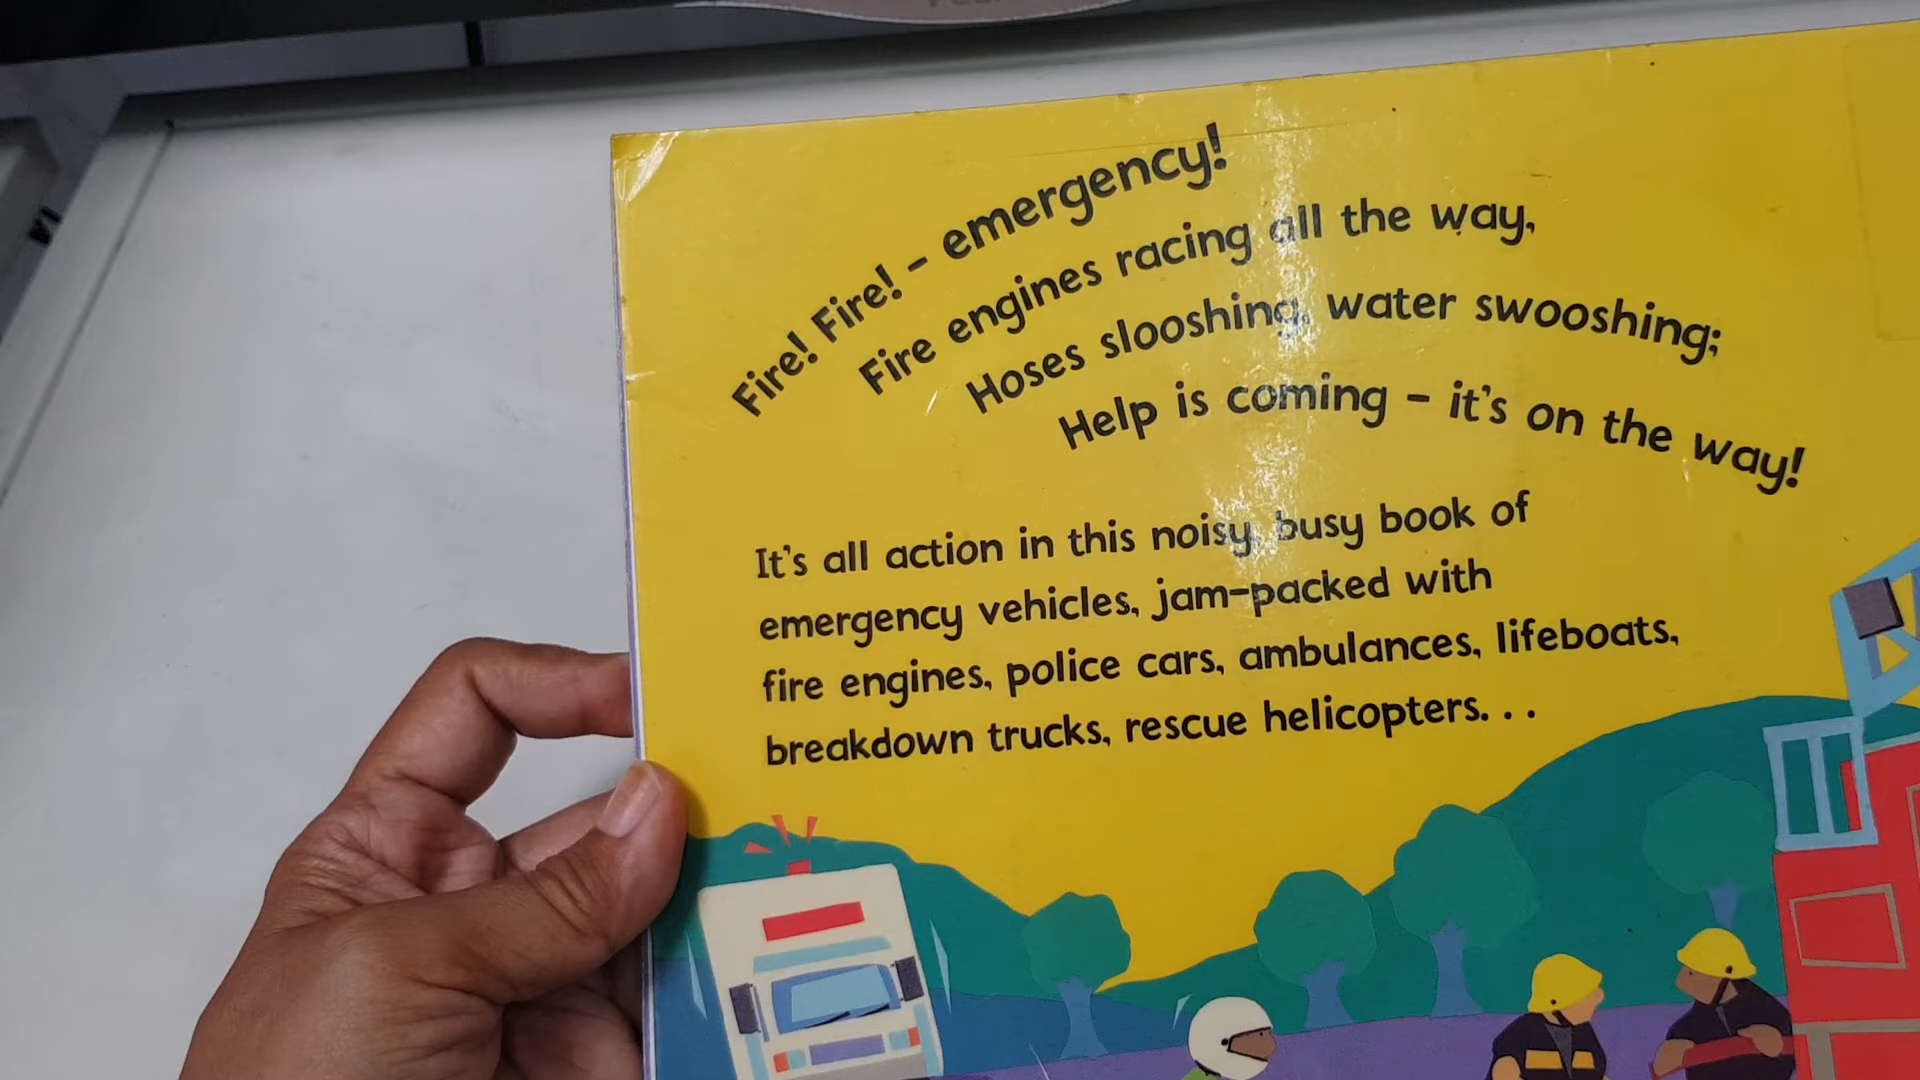 Fire! Fire! – emergency!
Fire engines racing all the way,
Hoses slooshing, water swooshing;
Help is coming – it's on the way!
It's all action in this noisy, busy book of
emergency vehicles, jam-packed with
fire engines, police cars, ambulances, lifeboats,
breakdown trucks, rescue helicopters. . .